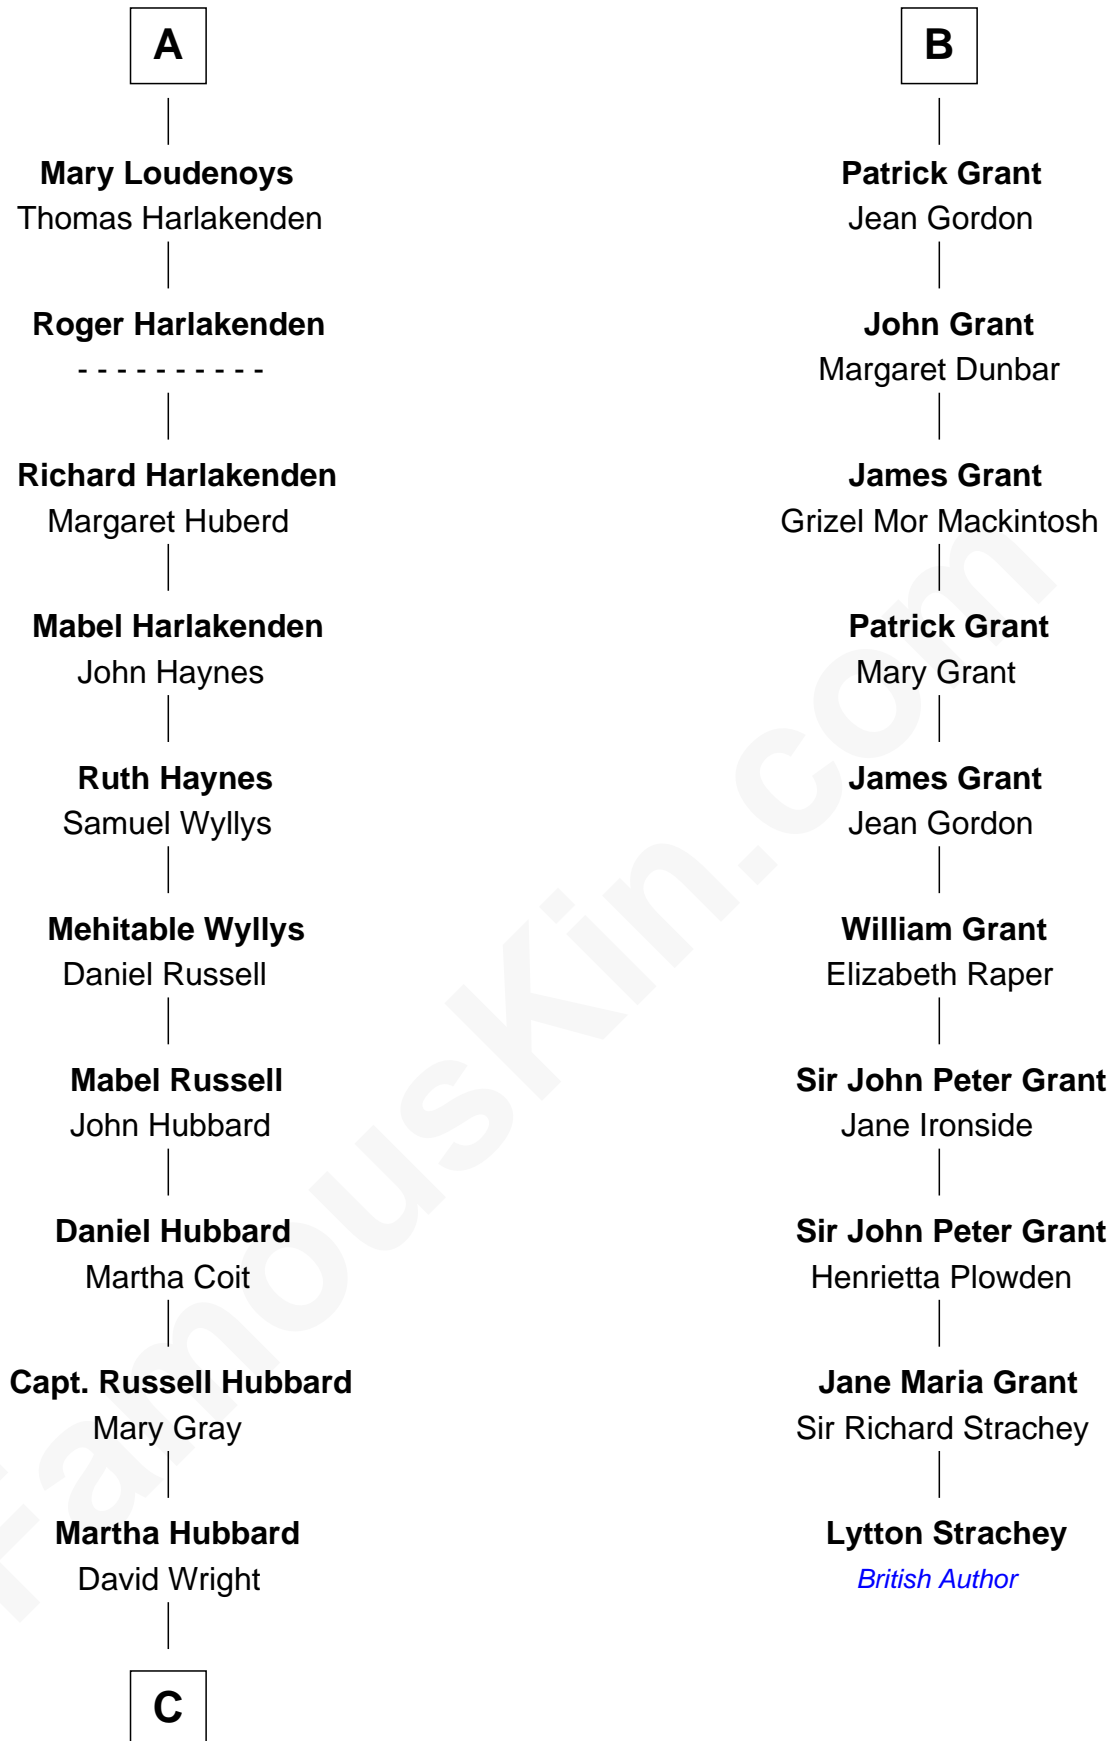 A
Mary Loudenoys
Thomas Harlakenden
Roger Harlakenden
- - - - - - - - - -
Richard Harlakenden
Margaret Huberd
Mabel Harlakenden
John Haynes
Ruth Haynes
Samuel Wyllys
Mehitable Wyllys
Daniel Russell
Mabel Russell
John Hubbard
Daniel Hubbard
Martha Coit
Capt. Russell Hubbard
Mary Gray
Martha Hubbard
David Wright
C
B
Patrick Grant
Jean Gordon
John Grant
Margaret Dunbar
James Grant
Grizel Mor Mackintosh
Patrick Grant
Mary Grant
James Grant
Jean Gordon
William Grant
Elizabeth Raper
Sir John Peter Grant
Jane Ironside
Sir John Peter Grant
Henrietta Plowden
Jane Maria Grant
Sir Richard Strachey
Lytton Strachey
British Author
FamousKin.com